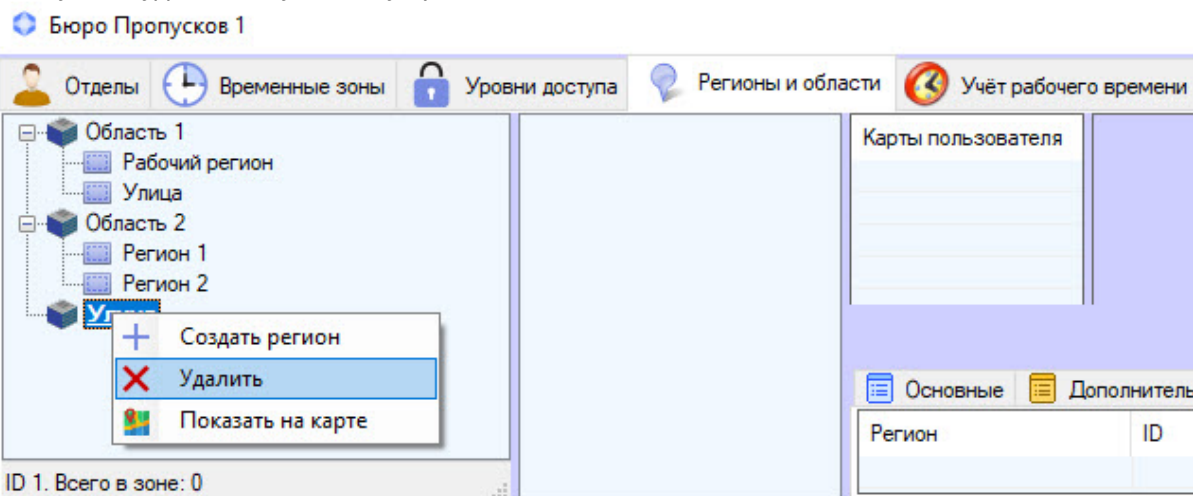 Бюро Пропусков 1
Отделы Временные зоны Уровни доступа Регионы и области Учёт рабочего времени
Область 1 Карты пользователя
Рабочий регион
Улица
Область 2
Регион 1
Регион 2
Создать регион
Удалить
Основные
Показать на карте
Регион ID
ID 1. Всего в зоне: 0